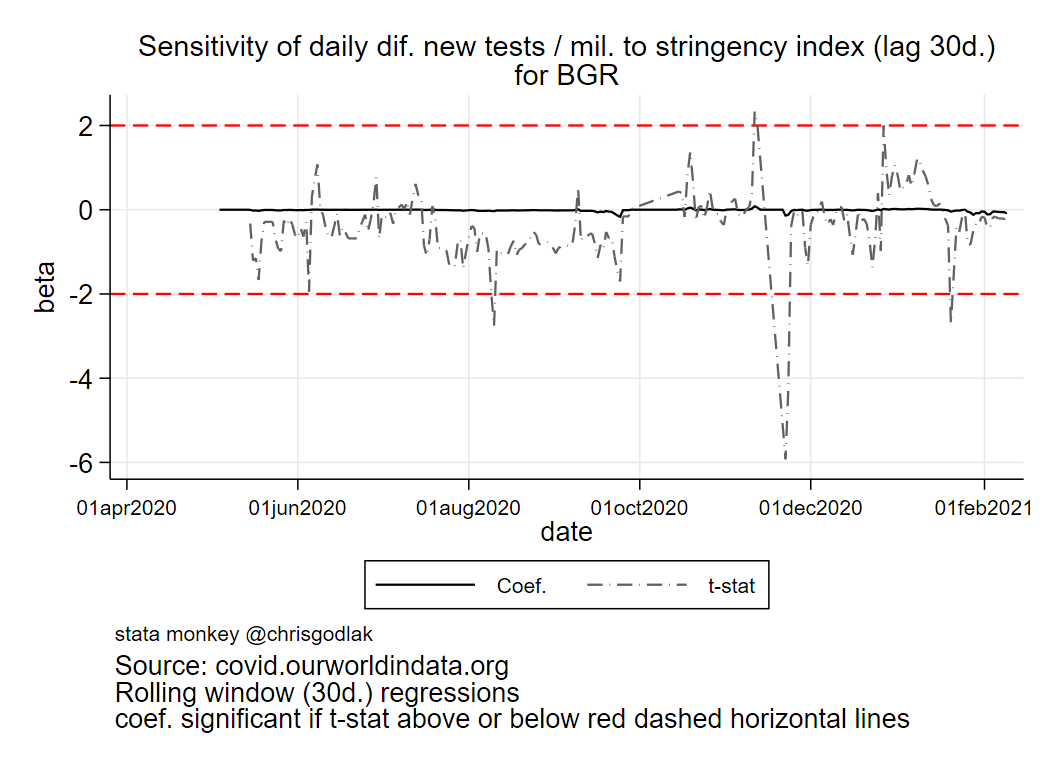 Sensitivity of daily dif. new tests / mil. to stringency index (lag 30d.)
for BGR
2
0
-2
-4
-6
beta
01apr2020
01jun2020
01aug2020
01oct2020
01dec2020
01feb2021
date
Coef.
t-stat
stata monkey @chrisgodlak
Source: covid.ourworldindata.org
Rolling window (30d.) regressions
coef. significant if t-stat above or below red dashed horizontal lines